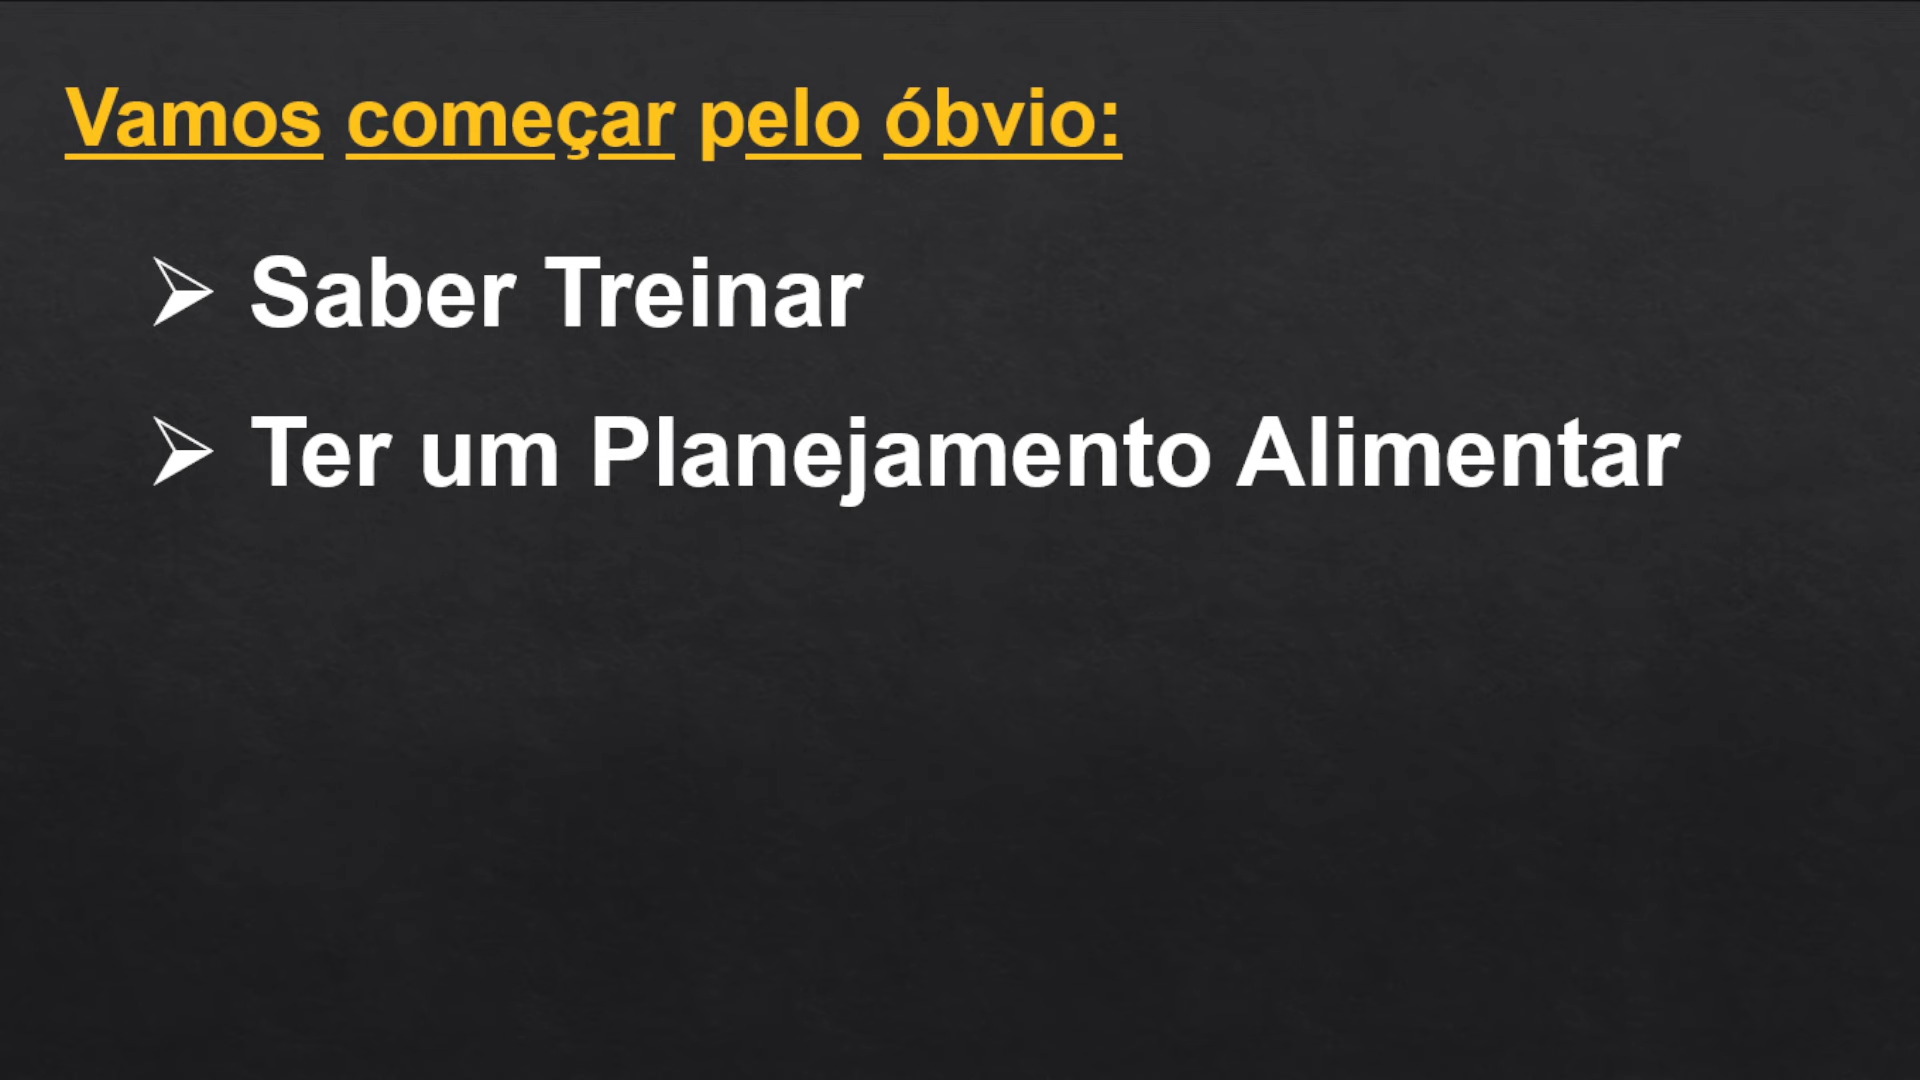 Vamos começar pelo óbvio:
➢ Saber Treinar
➢ Ter um Planejamento Alimentar